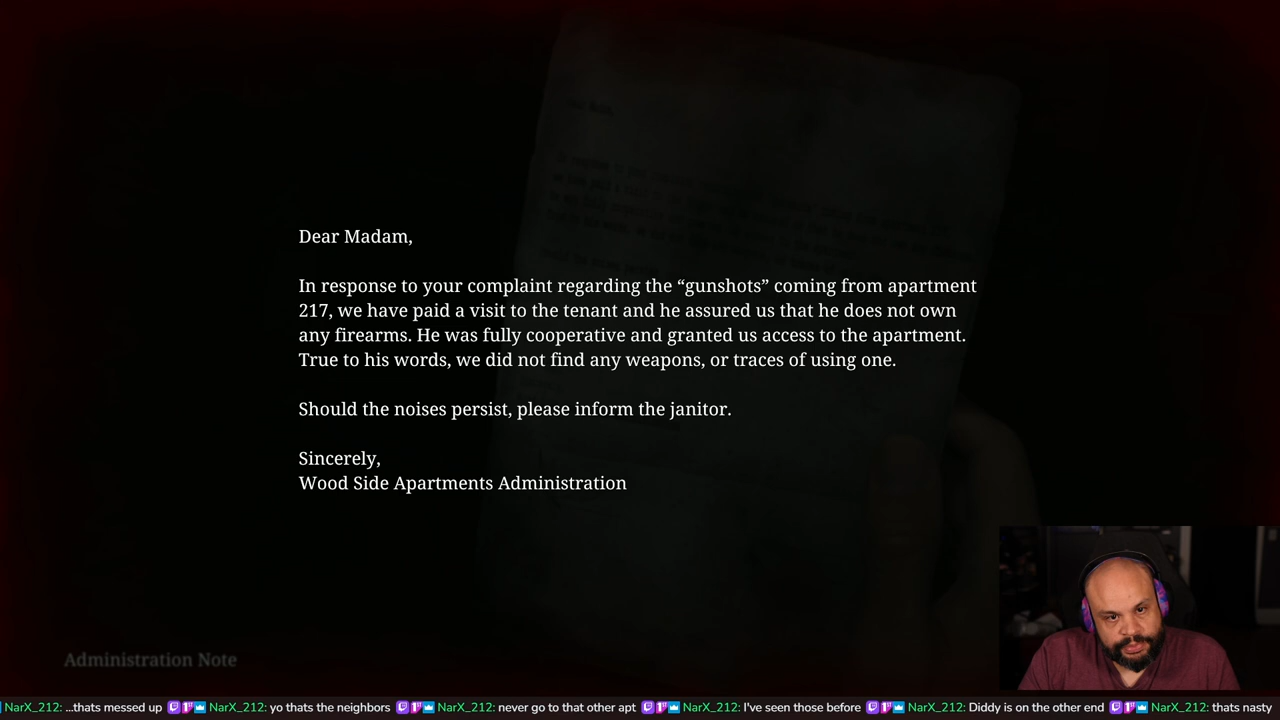 Dear Madam,
In response to your complaint regarding the “gunshots” coming from apartment
217, we have paid a visit to the tenant and he assured us that he does not own
any firearms. He was fully cooperative and granted us access to the apartment.
True to his words, we did not find any weapons, or traces of using one.
Should the noises persist, please inform the janitor.
Sincerely,
Wood Side Apartments Administration
Administration Note
NarX_212: ...thats messed up NarX_212: yo thats the neighbors NarX_212: never go to that other apt NarX_212: I've seen those before NarX_212: Diddy is on the other end NarX_212: thats nasty